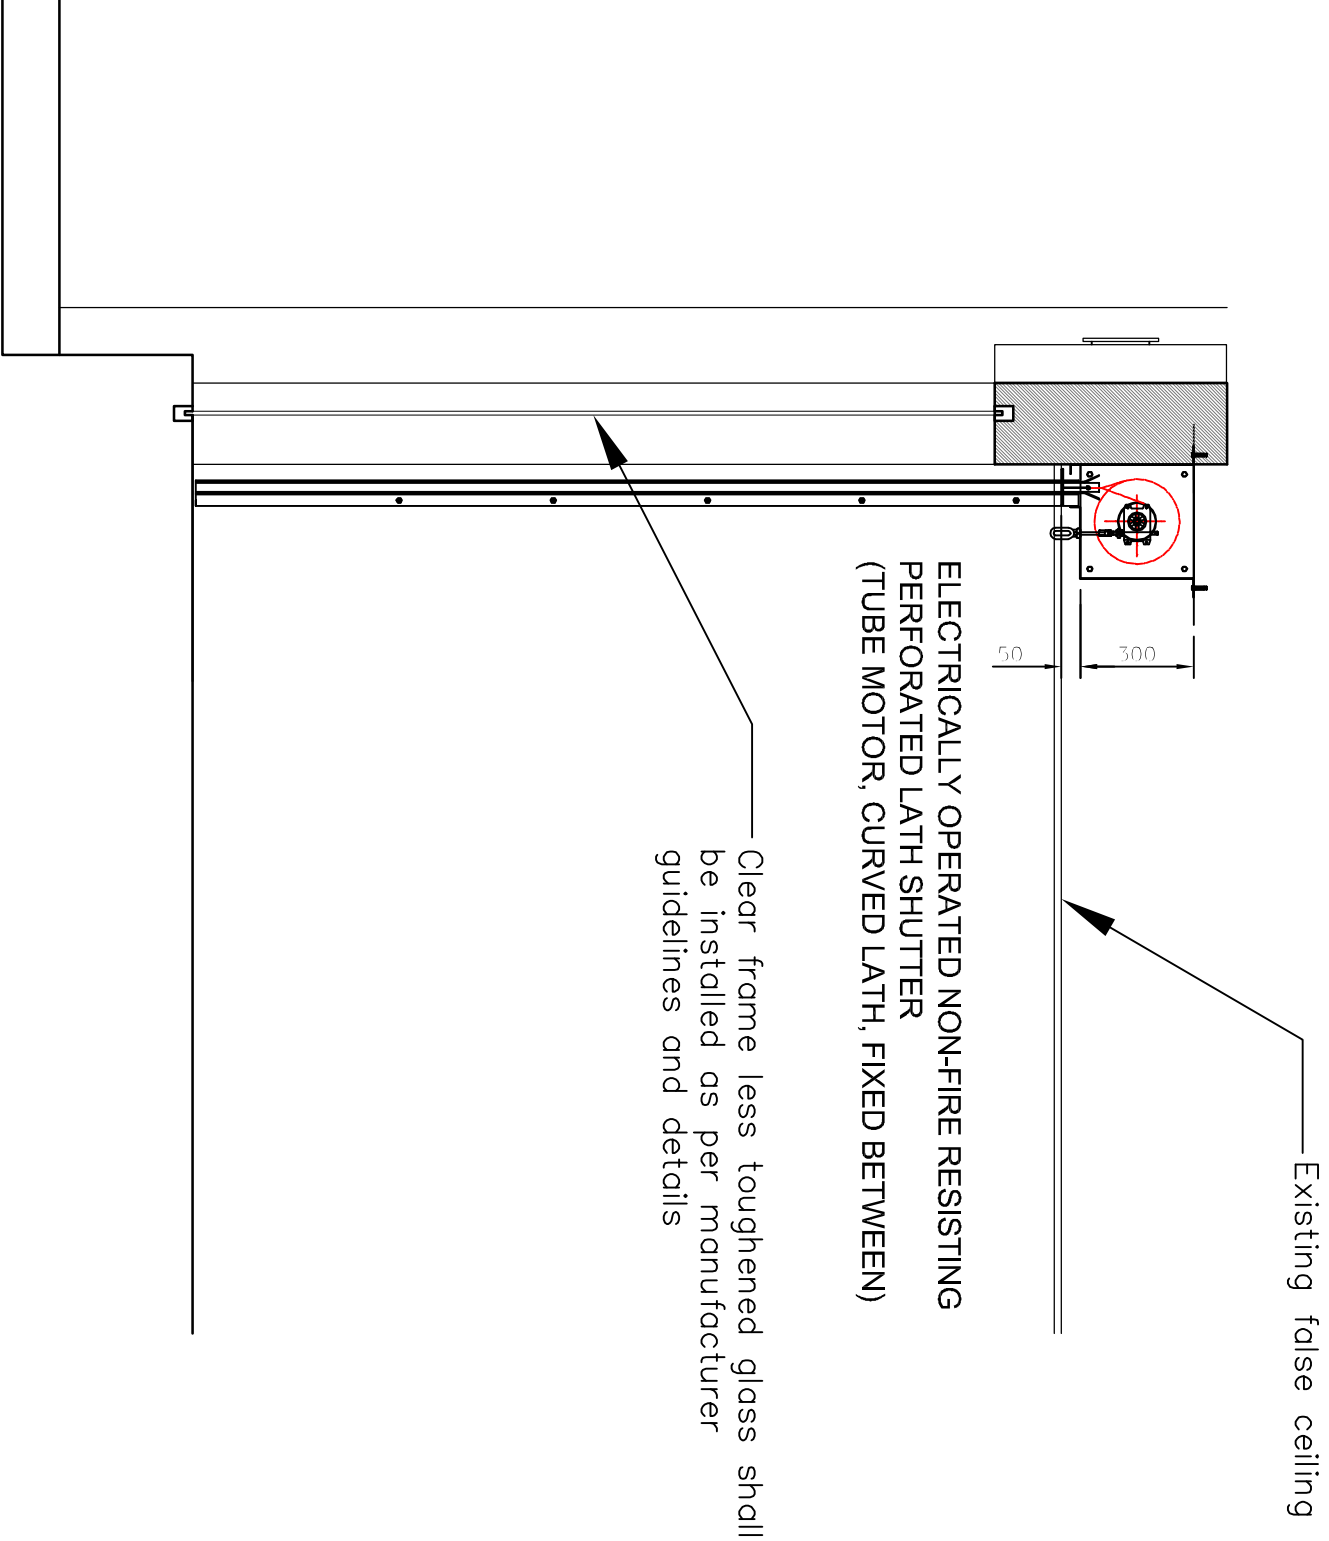 Existing false ceiling
300
50
ELECTRICALLY OPERATED NON-FIRE RESISTING
PERFORATED LATH SHUTTER
(TUBE MOTOR, CURVED LATH, FIXED BETWEEN)
Clear frame less toughened glass shall
be installed as per manufacturer
guidelines and details